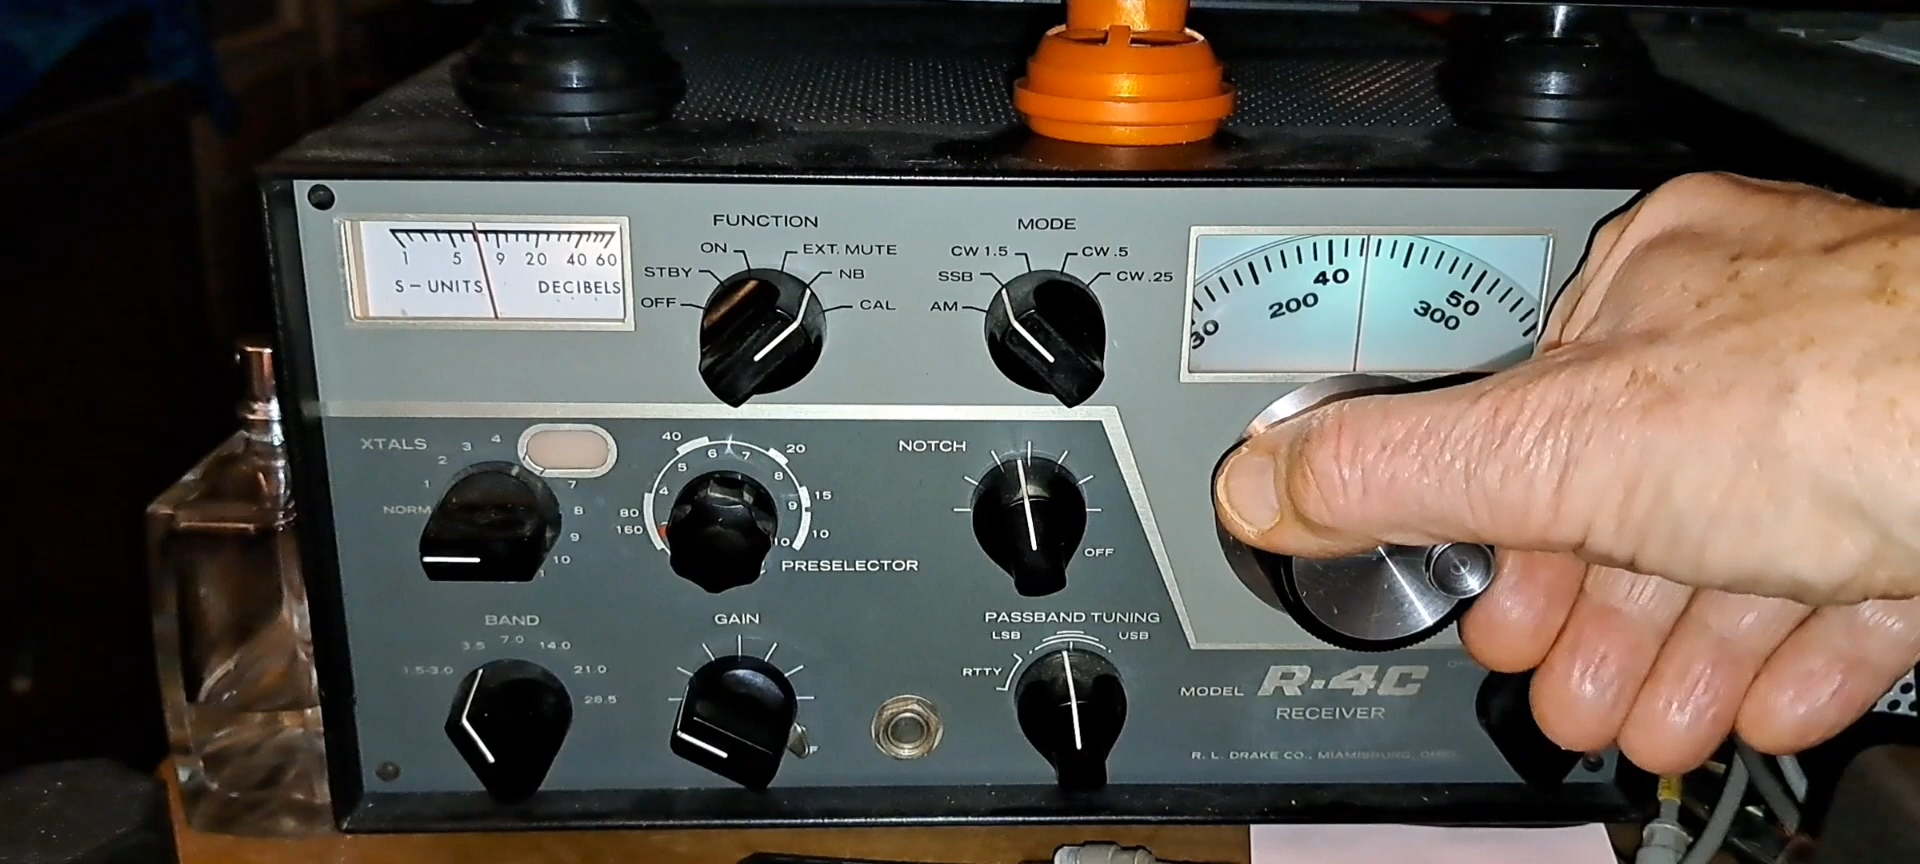 FUNCTION
ON
EXT. MUTE
STBY
NB
OFF
CAL
MODE
CW 1.5
CW .5
SSB
CW .25
AM
1 5 9 20 40 60
S-UNITS DECIBELS
30 40 50
200 300
XTALS
NORM
1
2
3
4
7
8
9
10
40
20
80
160
15
10
4
5
6
7
8
9
10
PRESELECTOR
NOTCH
OFF
BAND
1.5-3.0
3.5
7.0
14.0
21.0
28.5
GAIN
PASSBAND TUNING
LSB
USB
RTTY
MODEL R-4C
RECEIVER
R. L. DRAKE CO., MIAMISBURG, OHIO